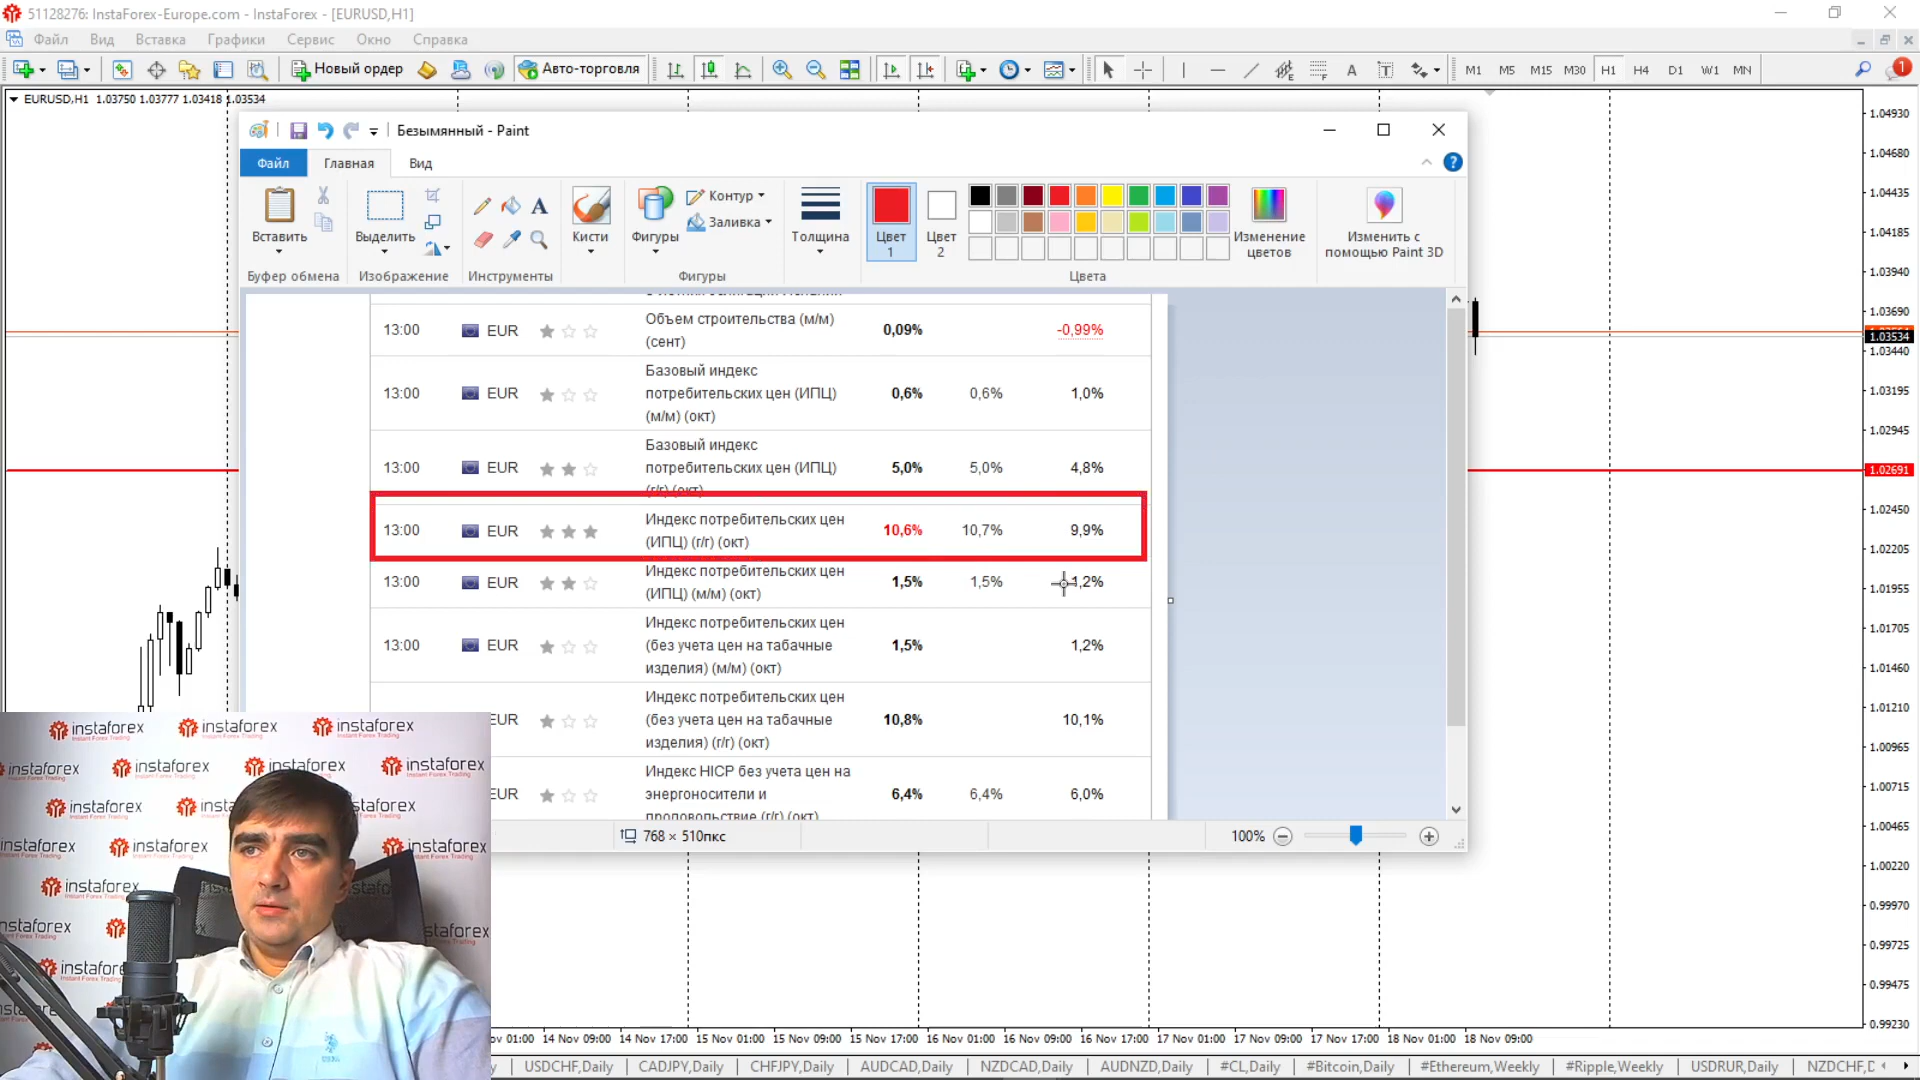 51128276: InstaForex-Europe.com - InstaForex - [EURUSD,H1]
Файл Вид Вставка Графики Сервис Окно Справка
Новый ордер Авто-торговля M1 M5 M15 M30 H1 H4 D1 W1 MN 1
EURUSD,H1 1.03750 1.03777 1.03418 1.03534
Безымянный - Paint
Файл Главная Вид
Вставить
Буфер обмена
Выделить
Изображение
Инструменты
Кисти
Фигуры
Контур
Заливка
Фигуры
Толщина
Цвет
1
Цвет
2
Изменение
цветов
Изменить с
помощью Paint 3D
Цвета
13:00 EUR Объем строительства (м/м) (сент) 0,09% -0,99%
13:00 EUR Базовый индекс
потребительских цен (ИПЦ)
(м/м) (окт) 0,6% 0,6% 1,0%
13:00 EUR Базовый индекс
потребительских цен (ИПЦ)
(г/г) (окт) 5,0% 5,0% 4,8%
13:00 EUR Индекс потребительских цен
(ИПЦ) (г/г) (окт) 10,6% 10,7% 9,9%
13:00 EUR Индекс потребительских цен
(ИПЦ) (м/м) (окт) 1,5% 1,5% 1,2%
13:00 EUR Индекс потребительских цен
(без учета цен на табачные
изделия) (м/м) (окт) 1,5% 1,2%
EUR Индекс потребительских цен
(без учета цен на табачные
изделия) (г/г) (окт) 10,8% 10,1%
EUR Индекс HICP без учета цен на
энергоносители и
продовольствие (г/г) (окт) 6,4% 6,4% 6,0%
768 × 510пкс 100%
1.04930
1.04680
1.04435
1.04185
1.03940
1.03690
1.03534
1.03440
1.03195
1.02945
1.02691
1.02450
1.02205
1.01955
1.01705
1.01460
1.01210
1.00965
1.00715
1.00465
1.00220
0.99970
0.99725
0.99475
0.99230
instaforex
Instant Forex Trading
14 Nov 09:00 14 Nov 17:00 15 Nov 01:00 15 Nov 09:00 15 Nov 17:00 16 Nov 01:00 16 Nov 09:00 16 Nov 17:00 17 Nov 01:00 17 Nov 09:00 17 Nov 17:00 18 Nov 01:00 18 Nov 09:00
USDCHF,Daily CADJPY,Daily CHFJPY,Daily AUDCAD,Daily NZDCAD,Daily AUDNZD,Daily #CL,Daily #Bitcoin,Daily #Ethereum,Weekly #Ripple,Weekly USDRUR,Daily NZDCHF,D